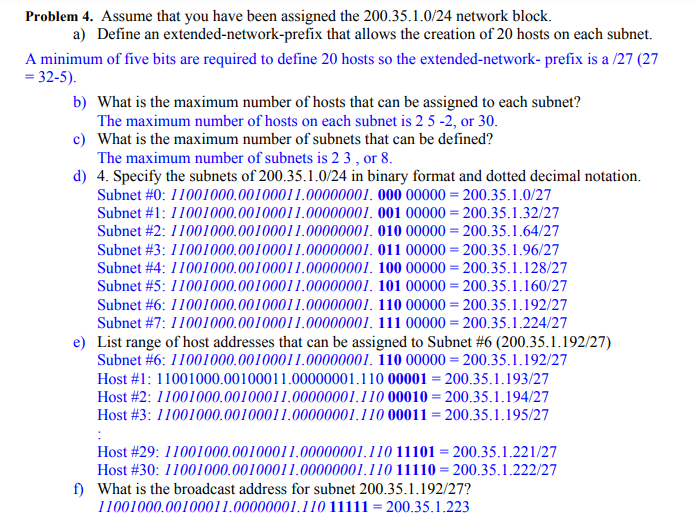 Problem 4. Assume that you have been assigned the 200.35.1.0/24 network block.
a) Define an extended-network-prefix that allows the creation of 20 hosts on each subnet.
A minimum of five bits are required to define 20 hosts so the extended-network- prefix is a /27 (27
= 32-5).
b) What is the maximum number of hosts that can be assigned to each subnet?
The maximum number of hosts on each subnet is 2 5 -2, or 30.
c) What is the maximum number of subnets that can be defined?
The maximum number of subnets is 2 3 , or 8.
d) 4. Specify the subnets of 200.35.1.0/24 in binary format and dotted decimal notation.
Subnet #0: 11001000.00100011.00000001. 000 00000 = 200.35.1.0/27
Subnet #1: 11001000.00100011.00000001. 001 00000 = 200.35.1.32/27
Subnet #2: 11001000.00100011.00000001. 010 00000 = 200.35.1.64/27
Subnet #3: 11001000.00100011.00000001. 011 00000 = 200.35.1.96/27
Subnet #4: 11001000.00100011.00000001. 100 00000 = 200.35.1.128/27
Subnet #5: 11001000.00100011.00000001. 101 00000 = 200.35.1.160/27
Subnet #6: 11001000.00100011.00000001. 110 00000 = 200.35.1.192/27
Subnet #7: 11001000.00100011.00000001. 111 00000 = 200.35.1.224/27
e) List range of host addresses that can be assigned to Subnet #6 (200.35.1.192/27)
Subnet #6: 11001000.00100011.00000001. 110 00000 = 200.35.1.192/27
Host #1: 11001000.00100011.00000001.110 00001 = 200.35.1.193/27
Host #2: 11001000.00100011.00000001.110 00010 = 200.35.1.194/27
Host #3: 11001000.00100011.00000001.110 00011 = 200.35.1.195/27
:
Host #29: 11001000.00100011.00000001.110 11101 = 200.35.1.221/27
Host #30: 11001000.00100011.00000001.110 11110 = 200.35.1.222/27
f) What is the broadcast address for subnet 200.35.1.192/27?
11001000.00100011.00000001.110 11111 = 200.35.1.223